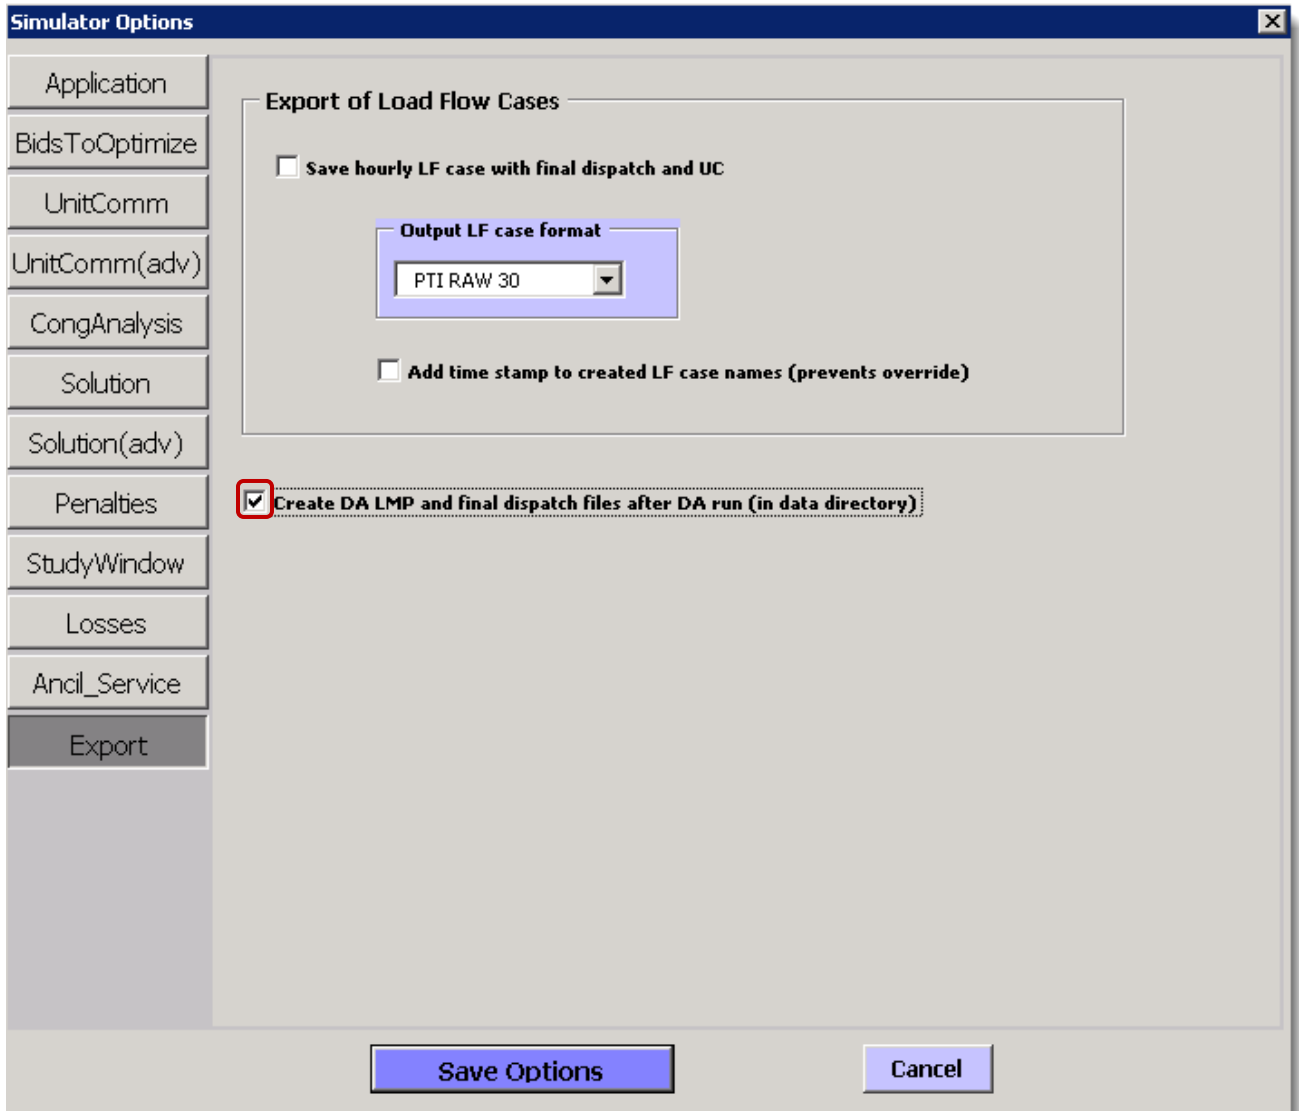 Simulator Options
Application
BidsToOptimize
UnitComm
UnitComm(adv)
CongAnalysis
Solution
Solution(adv)
Penalties
StudyWindow
Losses
Ancil_Service
Export
Export of Load Flow Cases
Save hourly LF case with final dispatch and UC
Output LF case format
PTI RAW 30
Add time stamp to created LF case names (prevents override)
Create DA LMP and final dispatch files after DA run (in data directory)
Save Options
Cancel